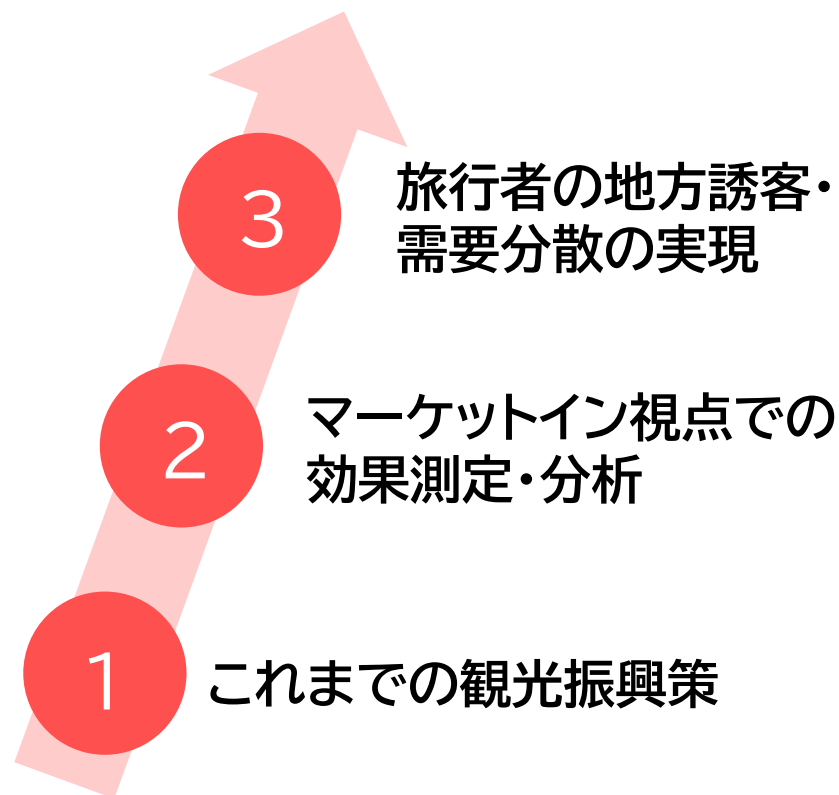 3
旅行者の地方誘客・
需要分散の実現
2
マーケットイン視点での
効果測定・分析
1
これまでの観光振興策